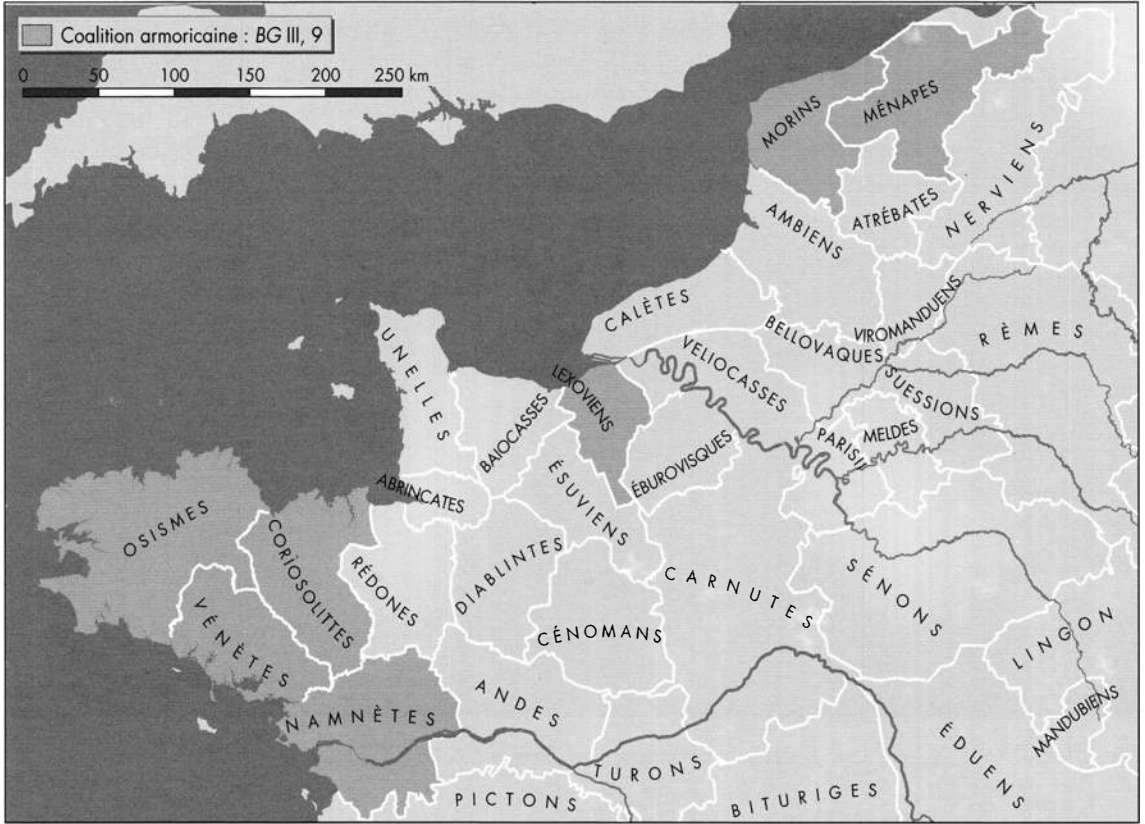 Coalition armoricaine : BG III, 9
0 50 100 150 200 250 km
MORINS
MÉNAPES
NERVIENS
ATRÉBATES
AMBIENS
CALÈTES
VIROMANDUENS
BELLOVAQUES
RÈMES
UNELLES
VELIOCASSES
LEXOVIENS
SUESSIONS
BAIOCASSES
PARISII
MELDES
ÉBUROVISQUES
ÉSUVIENS
ABRINCATES
OSISMES
CORIOSOLITTES
RÉDONES
DIABLINTES
CARNUTES
SÉNONS
VÉNÈTES
CÉNOMANS
LINGON
NAMNÈTES
ANDES
MANDUBIENS
ÉDUENS
TURONS
PICTONS
BITURIGES